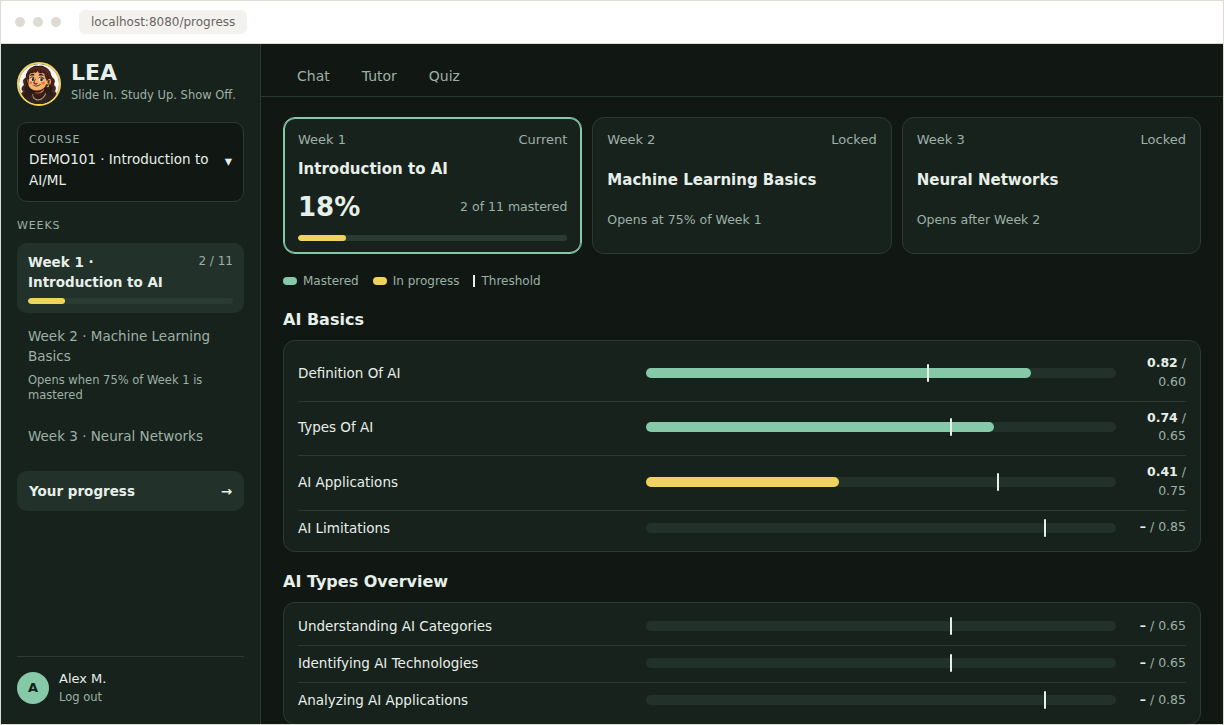 localhost:8080/progress
LEA
Slide In. Study Up. Show Off.
COURSE
DEMO101 · Introduction to
AI/ML
▼
WEEKS
Week 1 ·
Introduction to AI
2 / 11
Week 2 · Machine Learning
Basics
Opens when 75% of Week 1 is
mastered
Week 3 · Neural Networks
Your progress →
A
Alex M.
Log out
Chat Tutor Quiz
Week 1 Current
Introduction to AI
18% 2 of 11 mastered
Week 2 Locked
Machine Learning Basics
Opens at 75% of Week 1
Week 3 Locked
Neural Networks
Opens after Week 2
Mastered In progress Threshold
AI Basics
Definition Of AI 0.82 /
0.60
Types Of AI 0.74 /
0.65
AI Applications 0.41 /
0.75
AI Limitations – / 0.85
AI Types Overview
Understanding AI Categories – / 0.65
Identifying AI Technologies – / 0.65
Analyzing AI Applications – / 0.85